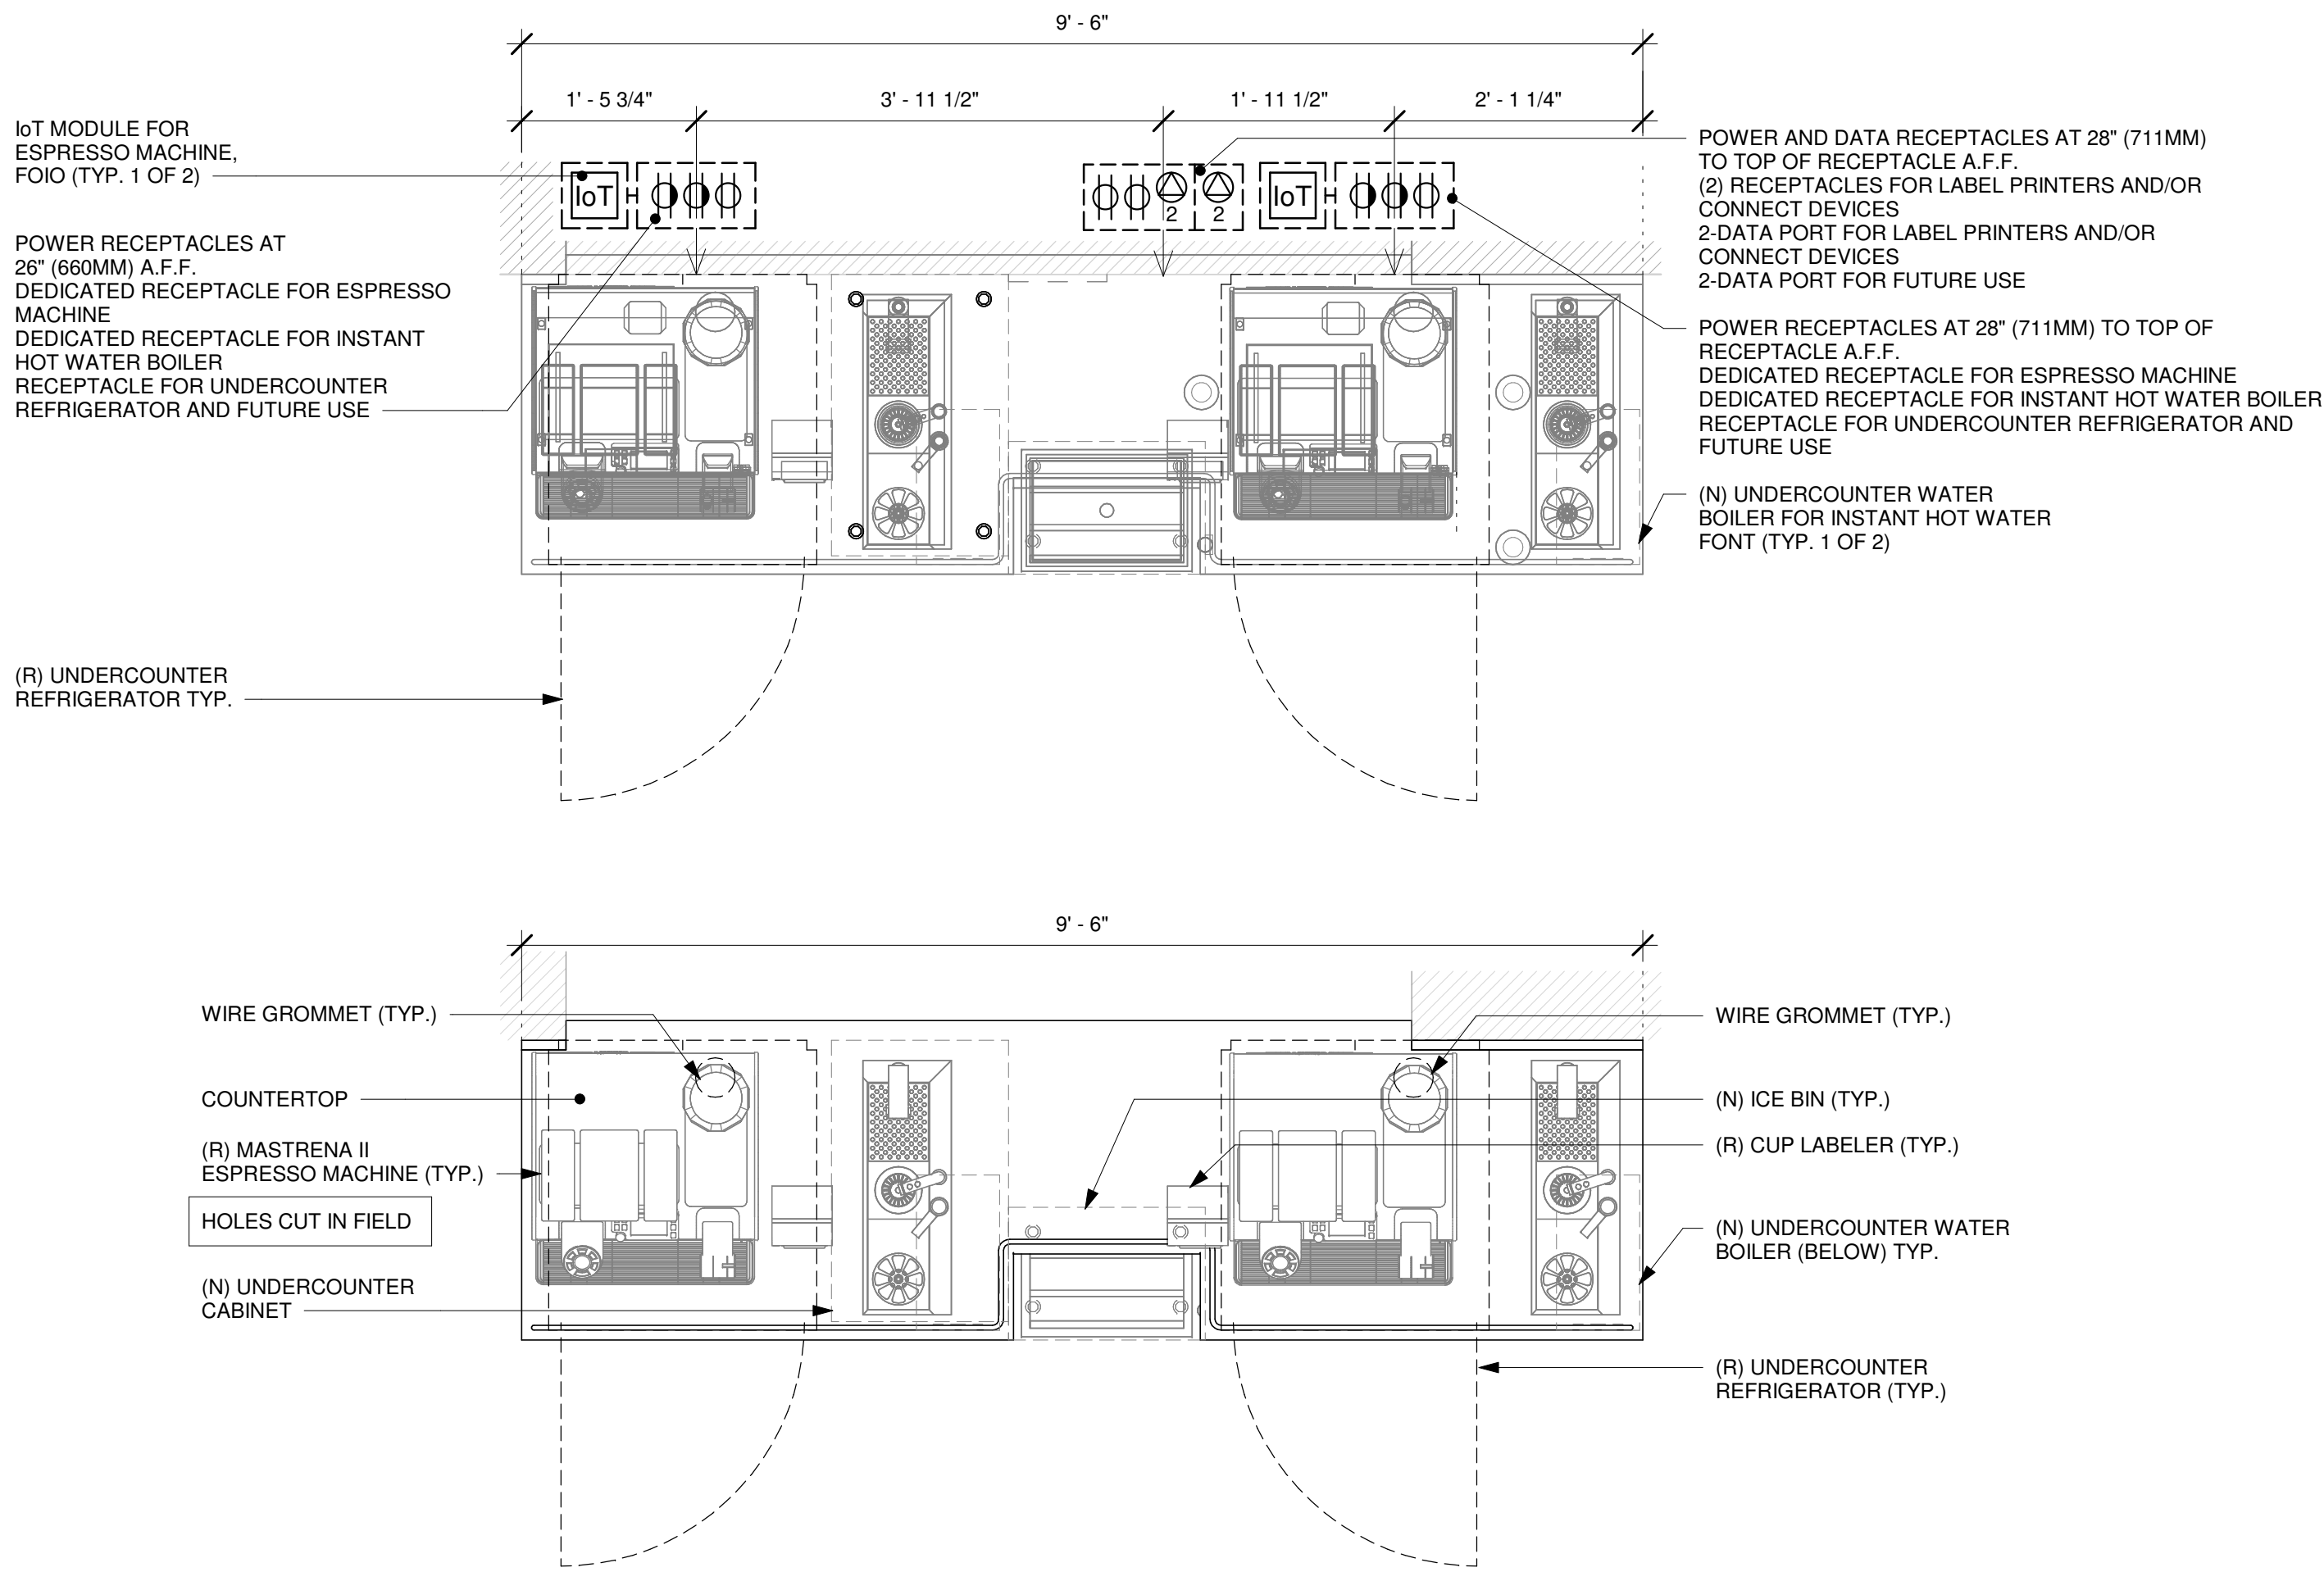 9' - 6"
1' - 5 3/4"
3' - 11 1/2"
1' - 11 1/2"
2' - 1 1/4"
IoT MODULE FOR
ESPRESSO MACHINE,
FOIO (TYP. 1 OF 2)
POWER RECEPTACLES AT
26" (660MM) A.F.F.
DEDICATED RECEPTACLE FOR ESPRESSO
MACHINE
DEDICATED RECEPTACLE FOR INSTANT
HOT WATER BOILER
RECEPTACLE FOR UNDERCOUNTER
REFRIGERATOR AND FUTURE USE
(R) UNDERCOUNTER
REFRIGERATOR TYP.
IoT
2
2
IoT
POWER AND DATA RECEPTACLES AT 28" (711MM)
TO TOP OF RECEPTACLE A.F.F.
(2) RECEPTACLES FOR LABEL PRINTERS AND/OR
CONNECT DEVICES
2-DATA PORT FOR LABEL PRINTERS AND/OR
CONNECT DEVICES
2-DATA PORT FOR FUTURE USE
POWER RECEPTACLES AT 28" (711MM) TO TOP OF
RECEPTACLE A.F.F.
DEDICATED RECEPTACLE FOR ESPRESSO MACHINE
DEDICATED RECEPTACLE FOR INSTANT HOT WATER BOILER
RECEPTACLE FOR UNDERCOUNTER REFRIGERATOR AND
FUTURE USE
(N) UNDERCOUNTER WATER
BOILER FOR INSTANT HOT WATER
FONT (TYP. 1 OF 2)
9' - 6"
WIRE GROMMET (TYP.)
COUNTERTOP
(R) MASTRENA II
ESPRESSO MACHINE (TYP.)
HOLES CUT IN FIELD
(N) UNDERCOUNTER
CABINET
WIRE GROMMET (TYP.)
(N) ICE BIN (TYP.)
(R) CUP LABELER (TYP.)
(N) UNDERCOUNTER WATER
BOILER (BELOW) TYP.
(R) UNDERCOUNTER
REFRIGERATOR (TYP.)